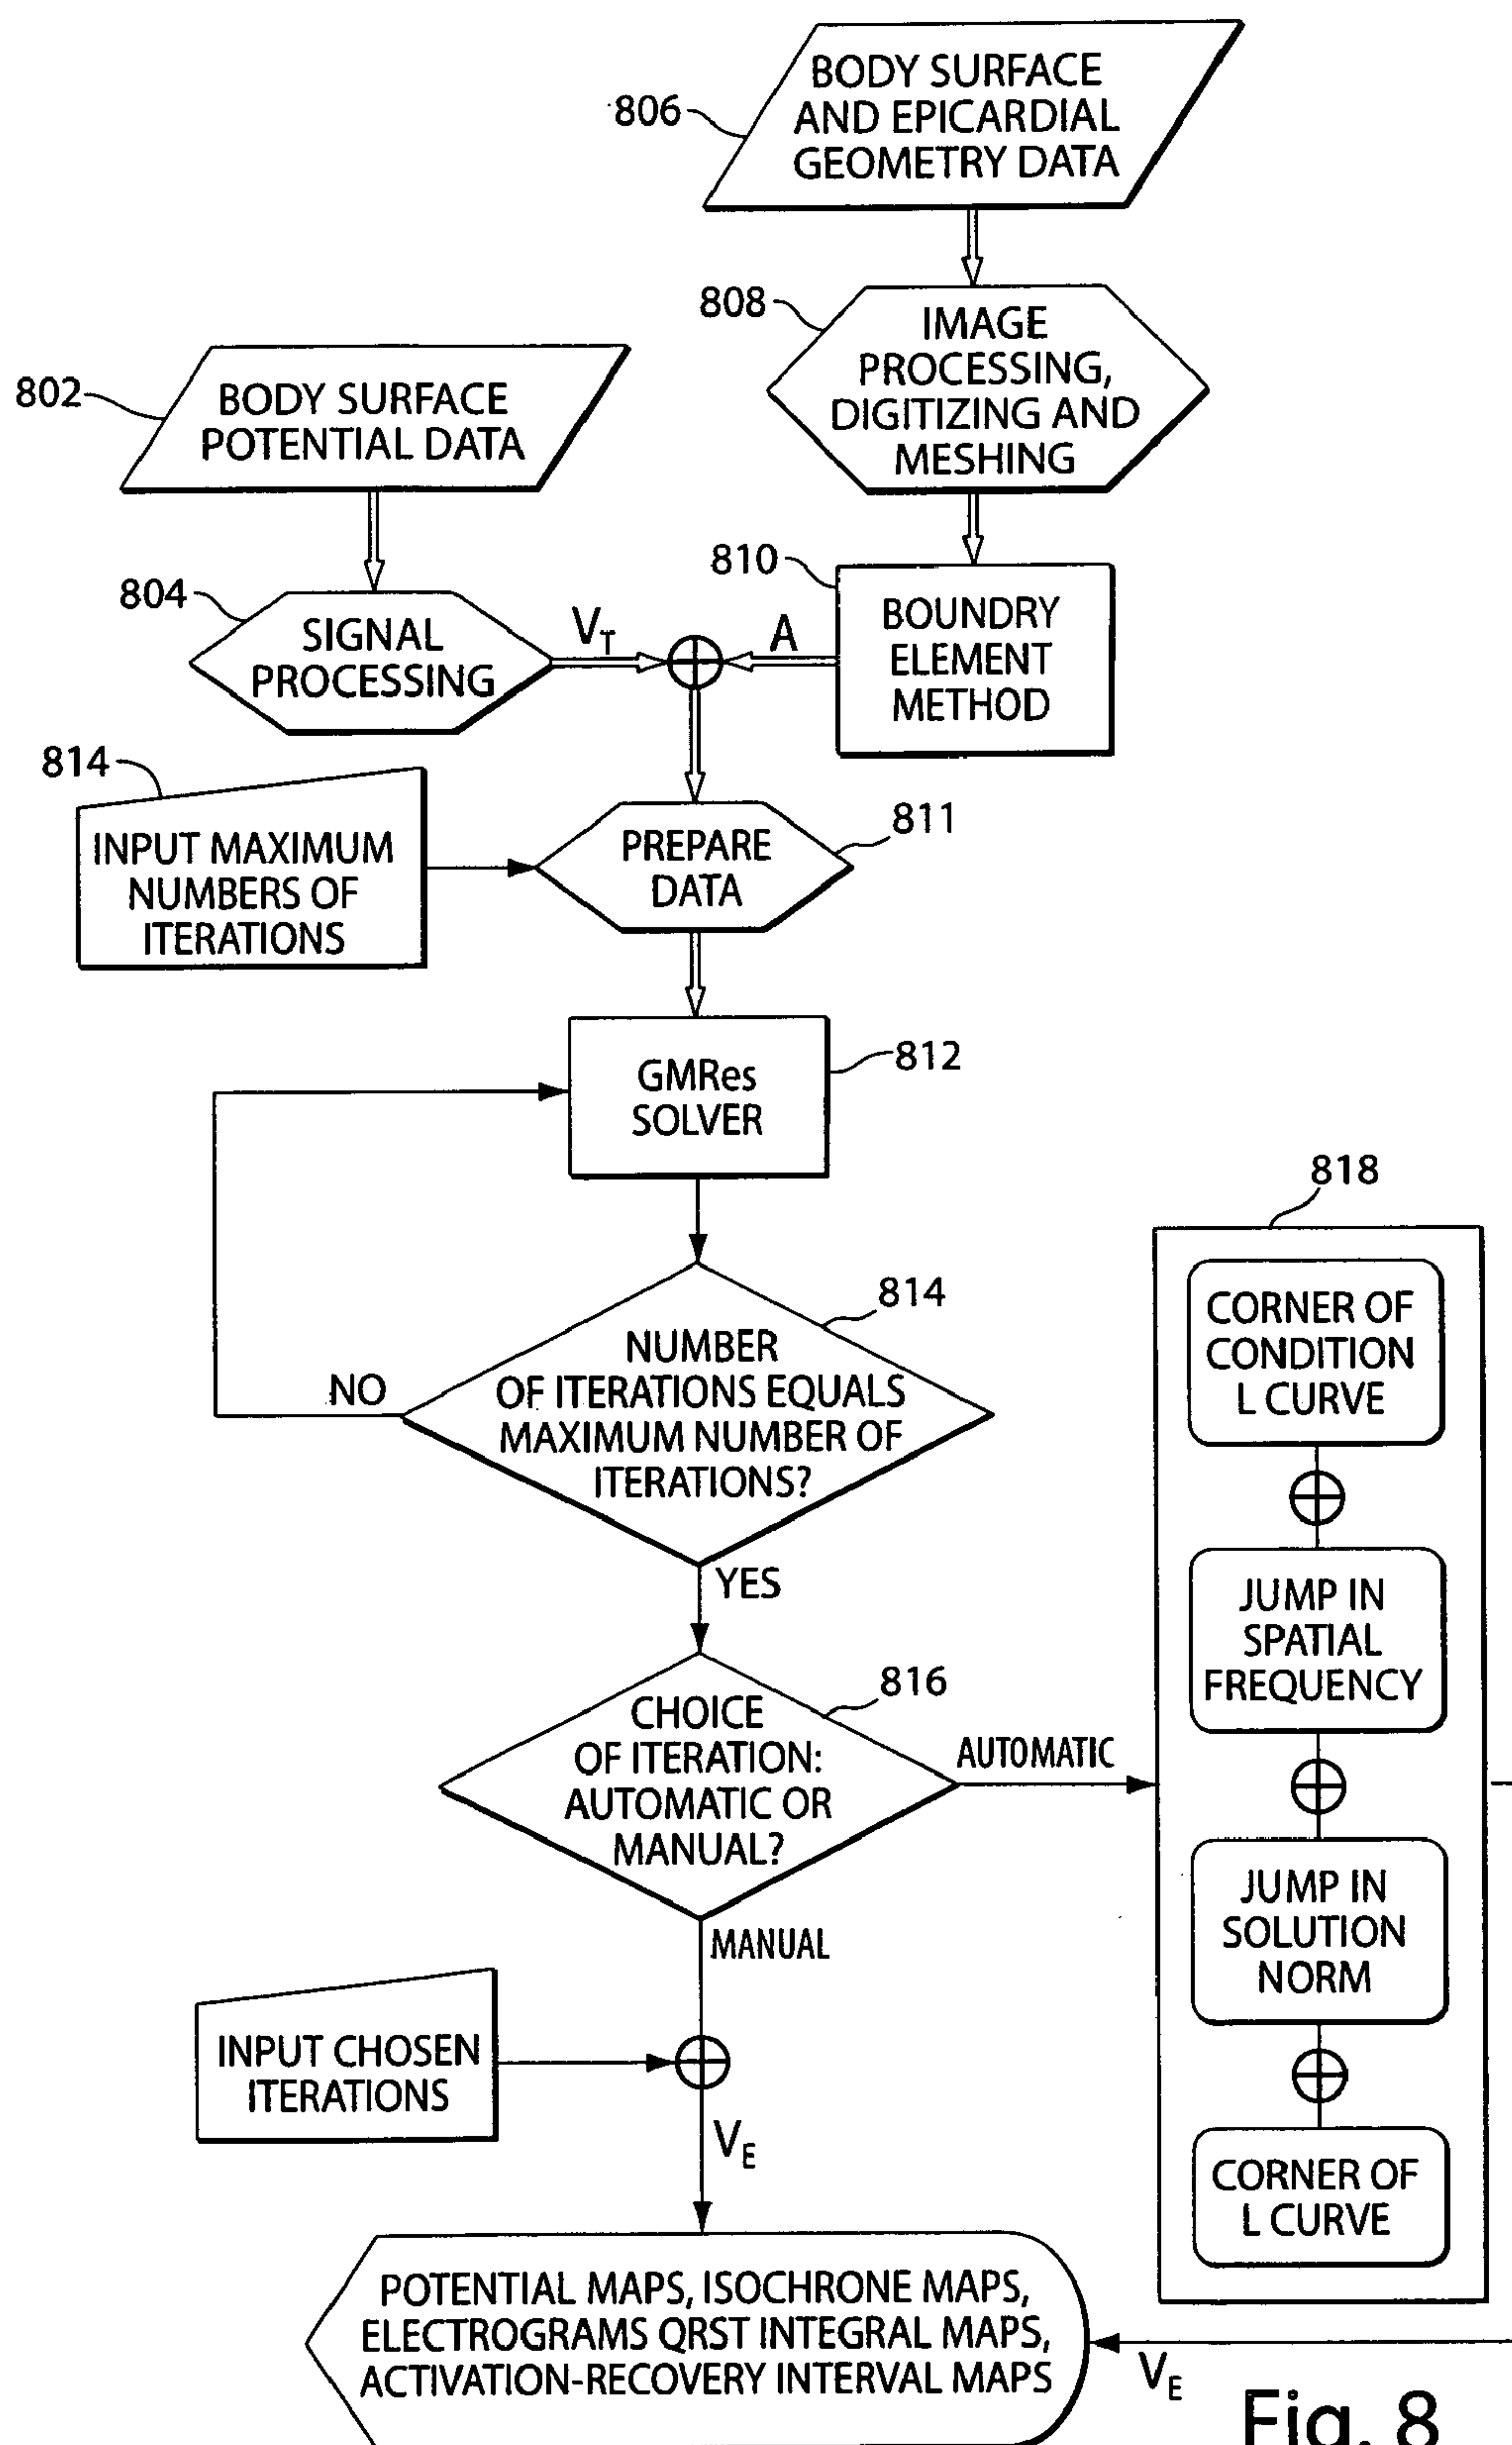 806
BODY SURFACE
AND EPICARDIAL
GEOMETRY DATA
808
IMAGE
PROCESSING,
DIGITIZING AND
MESHING
802
BODY SURFACE
POTENTIAL DATA
810
BOUNDRY
ELEMENT
METHOD
804
SIGNAL
PROCESSING
VT
A
814
INPUT MAXIMUM
NUMBERS OF
ITERATIONS
811
PREPARE
DATA
812
GMRes
SOLVER
814
NUMBER
OF ITERATIONS EQUALS
MAXIMUM NUMBER OF
ITERATIONS?
NO
YES
816
CHOICE
OF ITERATION:
AUTOMATIC OR
MANUAL?
AUTOMATIC
MANUAL
818
CORNER OF
CONDITION
L CURVE
JUMP IN
SPATIAL
FREQUENCY
JUMP IN
SOLUTION
NORM
CORNER OF
L CURVE
INPUT CHOSEN
ITERATIONS
VE
POTENTIAL MAPS, ISOCHRONE MAPS,
ELECTROGRAMS QRST INTEGRAL MAPS,
ACTIVATION-RECOVERY INTERVAL MAPS
VE
Fig. 8